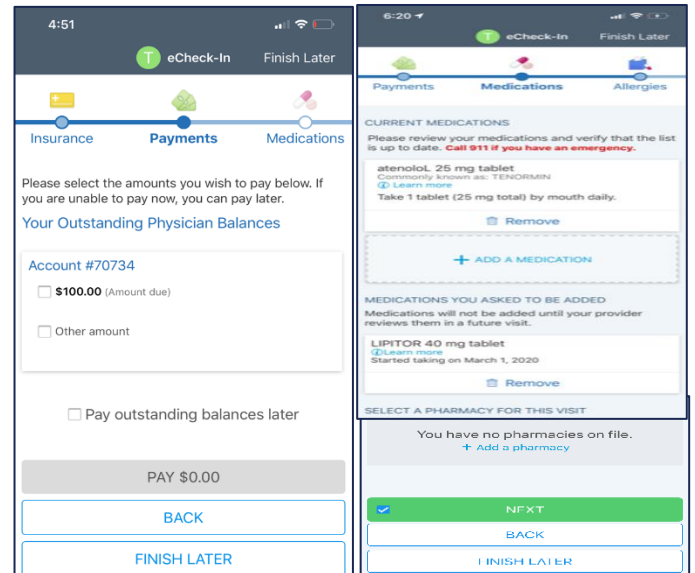 4:51
T eCheck-In Finish Later
Insurance Payments Medications
Please select the amounts you wish to pay below. If
you are unable to pay now, you can pay later.
Your Outstanding Physician Balances
Account #70734
$100.00 (Amount due)
Other amount
Pay outstanding balances later
PAY $0.00
BACK
FINISH LATER
6:20
T eCheck-In Finish Later
Payments Medications Allergies
CURRENT MEDICATIONS
Please review your medications and verify that the list
is up to date. Call 911 if you have an emergency.
atenoloL 25 mg tablet
Commonly known as: TENORMIN
Learn more
Take 1 tablet (25 mg total) by mouth daily.
Remove
+ ADD A MEDICATION
MEDICATIONS YOU ASKED TO BE ADDED
Medications will not be added until your provider
reviews them in a future visit.
LIPITOR 40 mg tablet
Learn more
Started taking on March 1, 2020
Remove
SELECT A PHARMACY FOR THIS VISIT
You have no pharmacies on file.
+ Add a pharmacy
NEXT
BACK
FINISH LATER